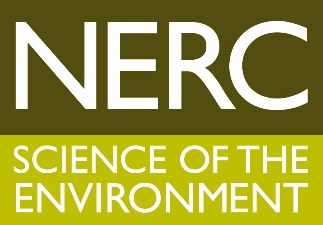 NERC
SCIENCE OF THE
ENVIRONMENT